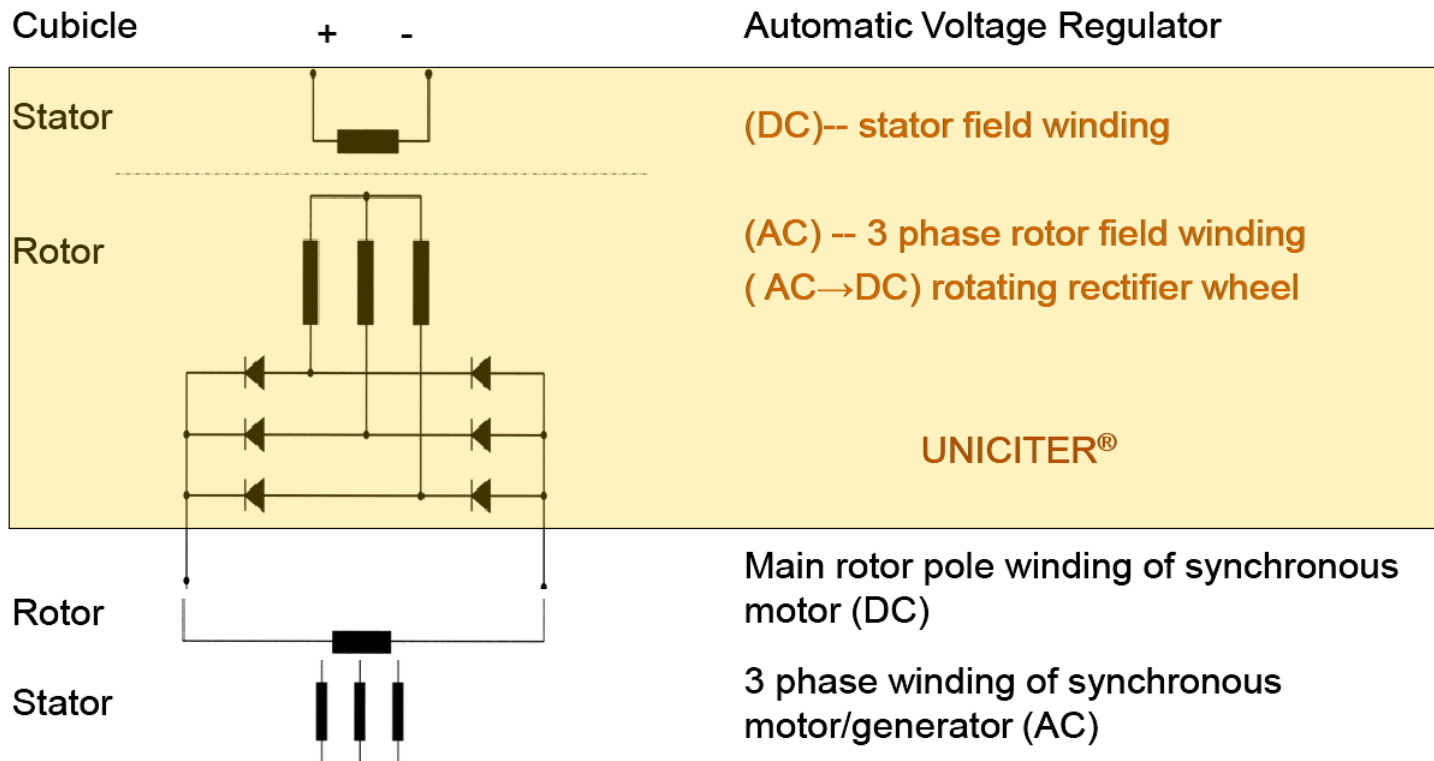 Cubicle + - Automatic Voltage Regulator
Stator (DC)-- stator field winding
Rotor (AC) -- 3 phase rotor field winding
( AC→DC) rotating rectifier wheel
UNICITER®
Main rotor pole winding of synchronous
Rotor motor (DC)
Stator 3 phase winding of synchronous
motor/generator (AC)